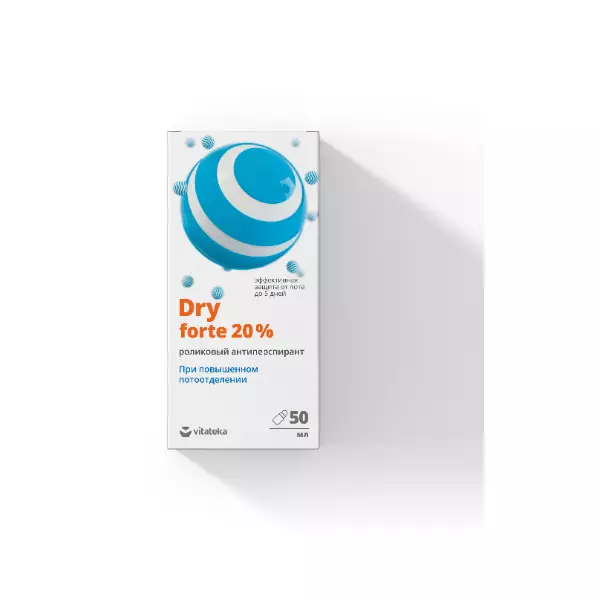 эффективная
защита от пота
до 5 дней
Dry
forte 20%
роликовый антиперспирант
При повышенном
потоотделении
50
мл
vitateka